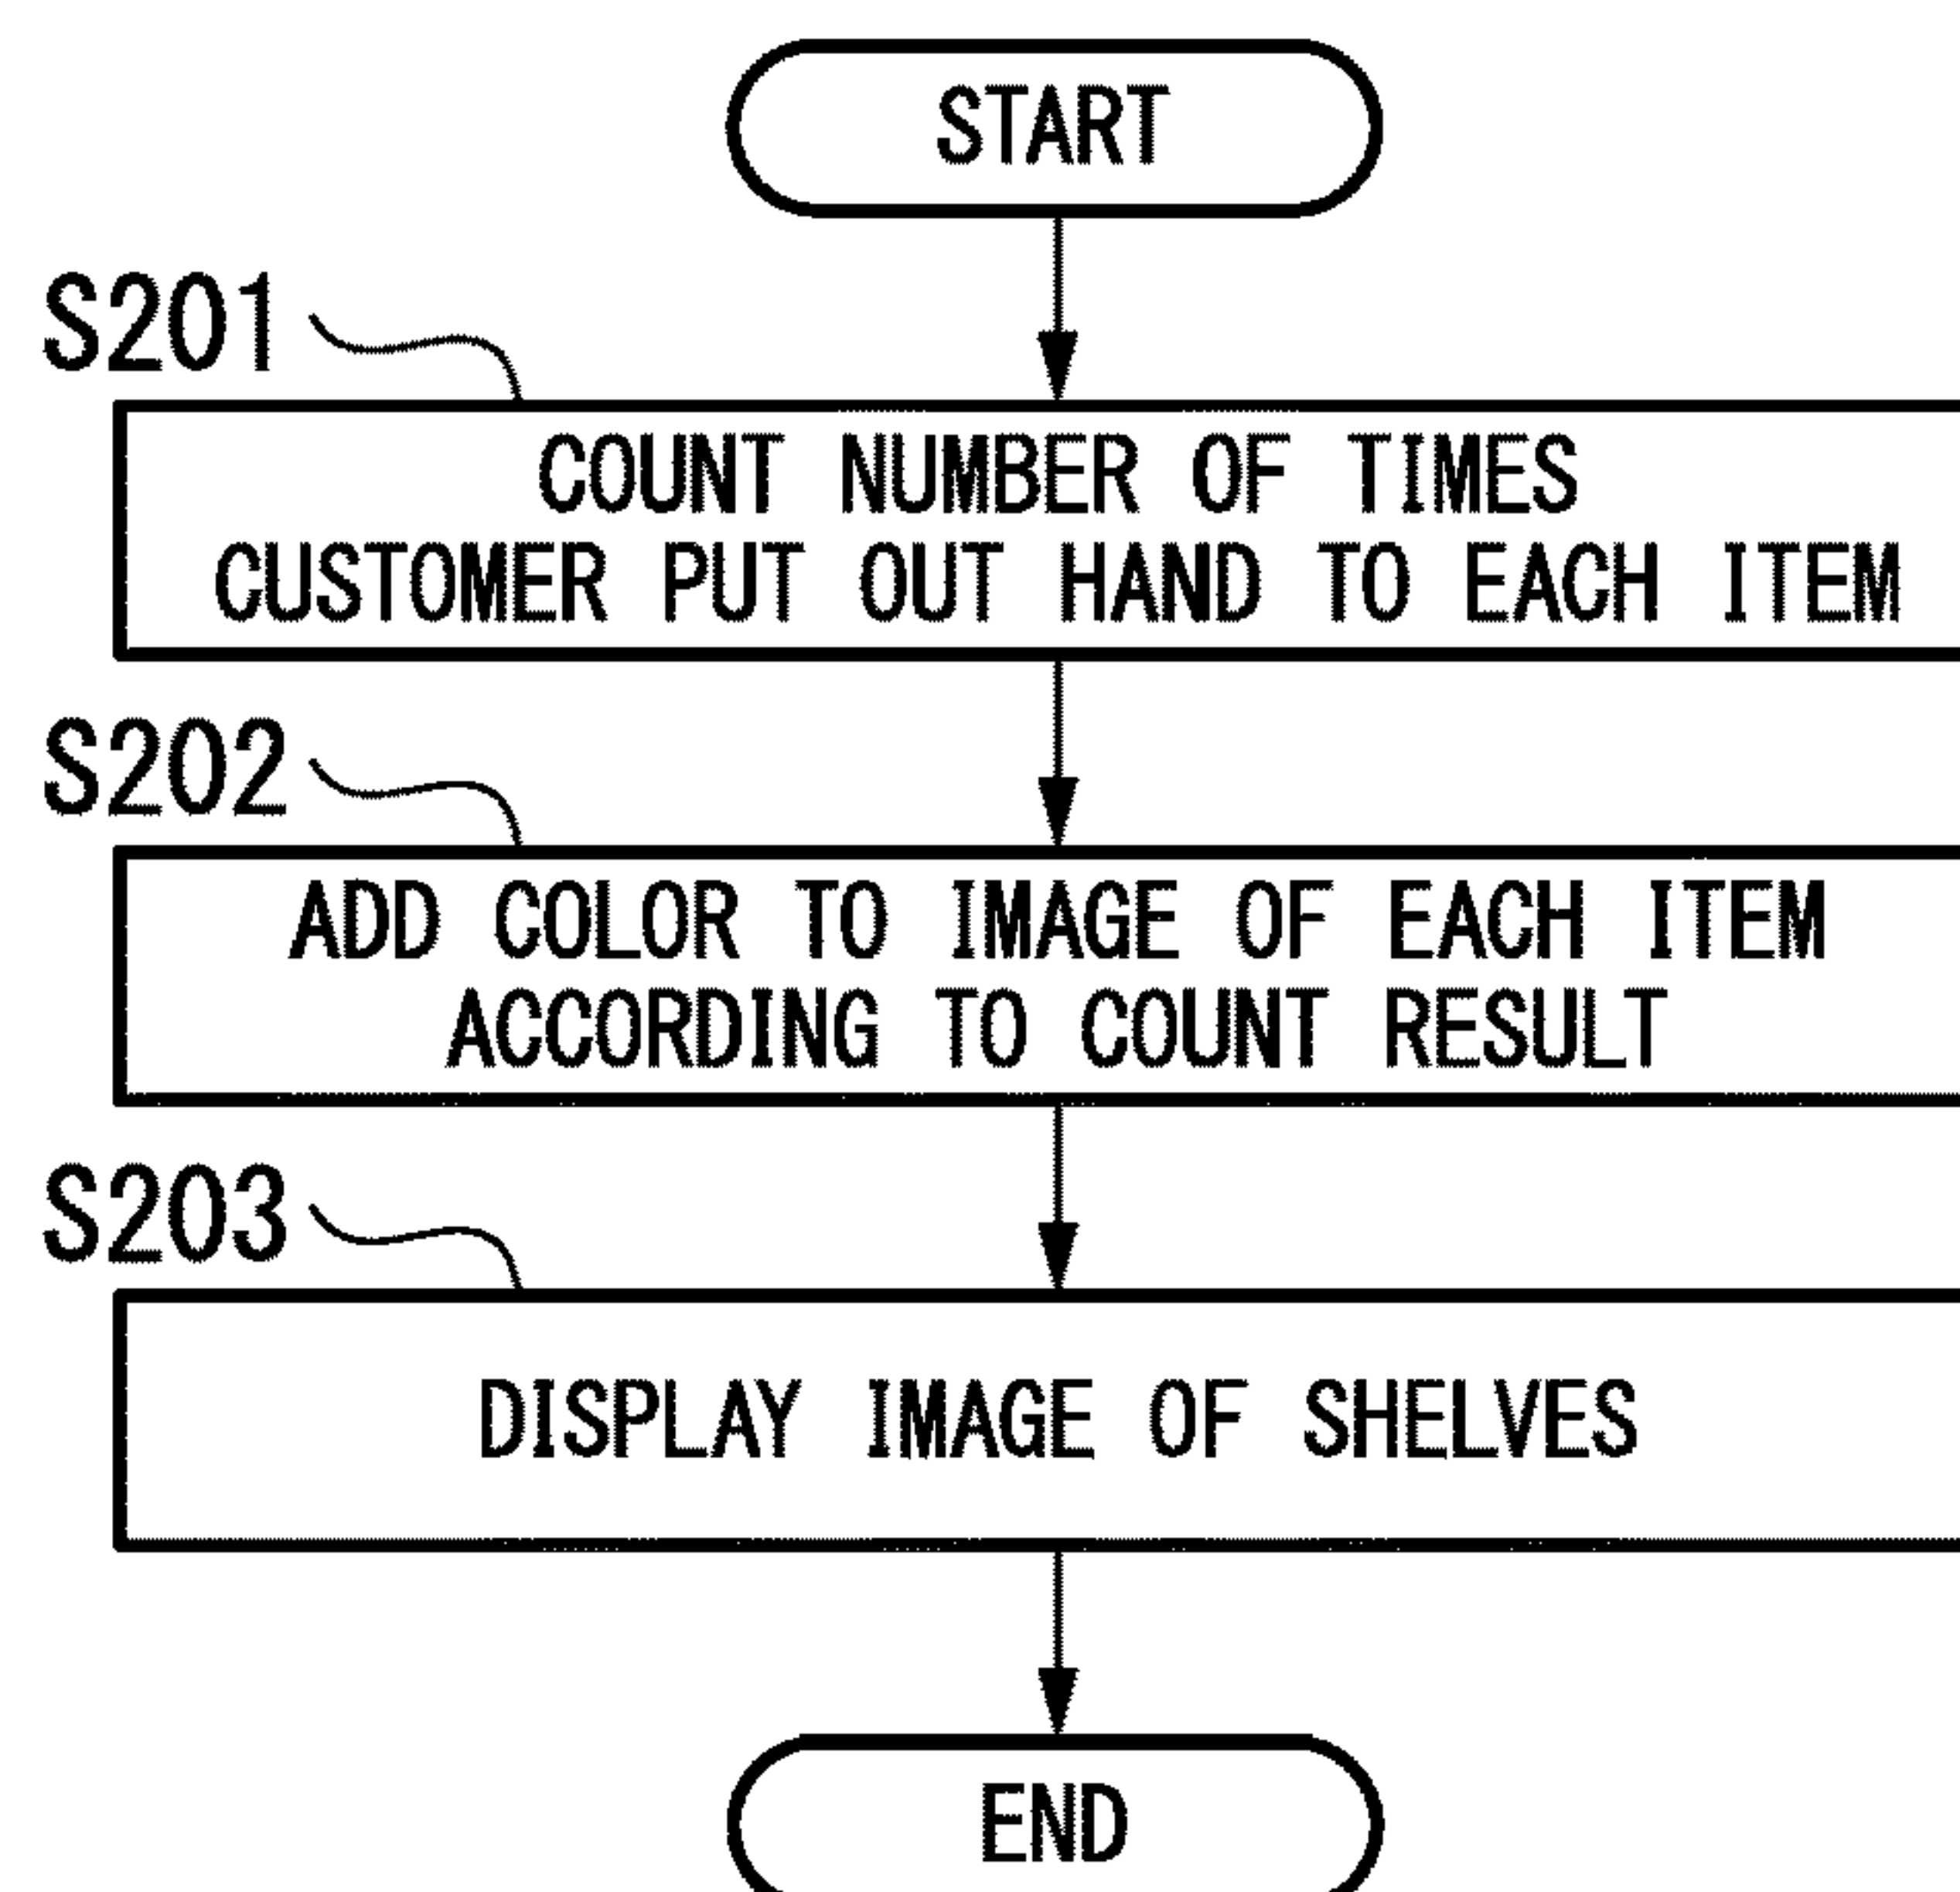 START
S201
COUNT NUMBER OF TIMES
CUSTOMER PUT OUT HAND TO EACH ITEM
S202
ADD COLOR TO IMAGE OF EACH ITEM
ACCORDING TO COUNT RESULT
S203
DISPLAY IMAGE OF SHELVES
END